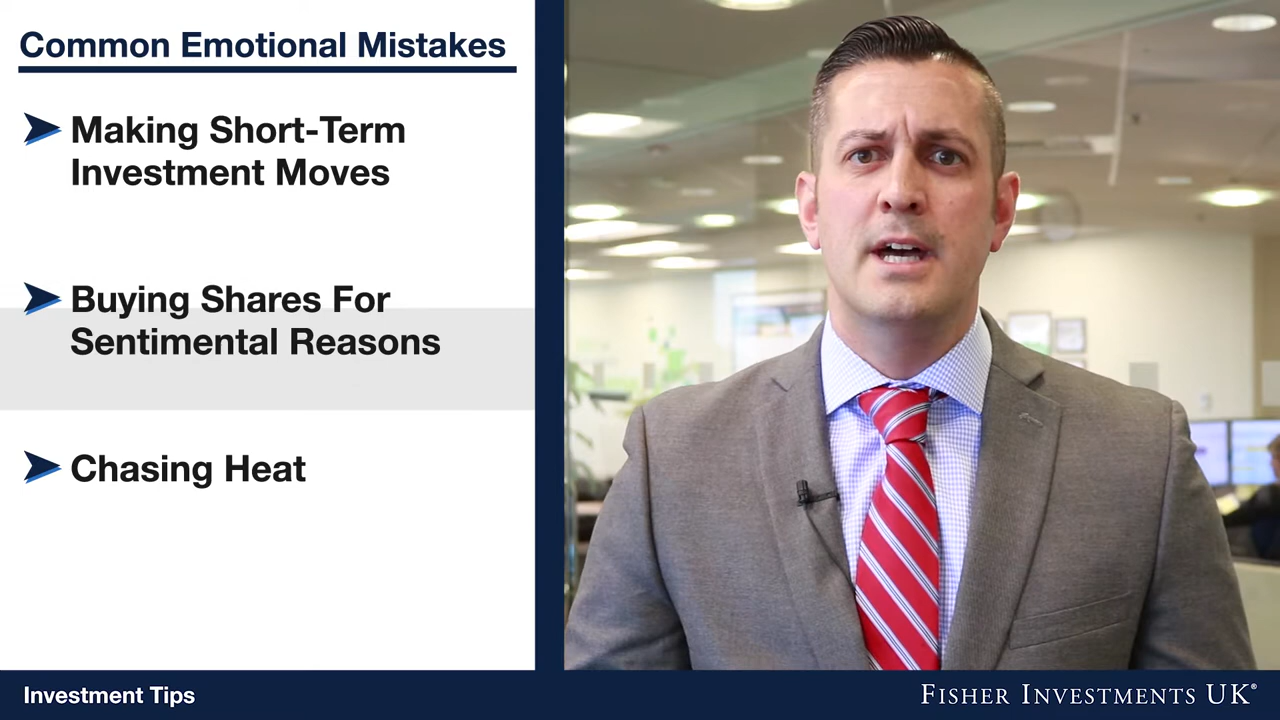 Common Emotional Mistakes
Making Short-Term
Investment Moves
Buying Shares For
Sentimental Reasons
Chasing Heat
Investment Tips
FISHER INVESTMENTS UK®